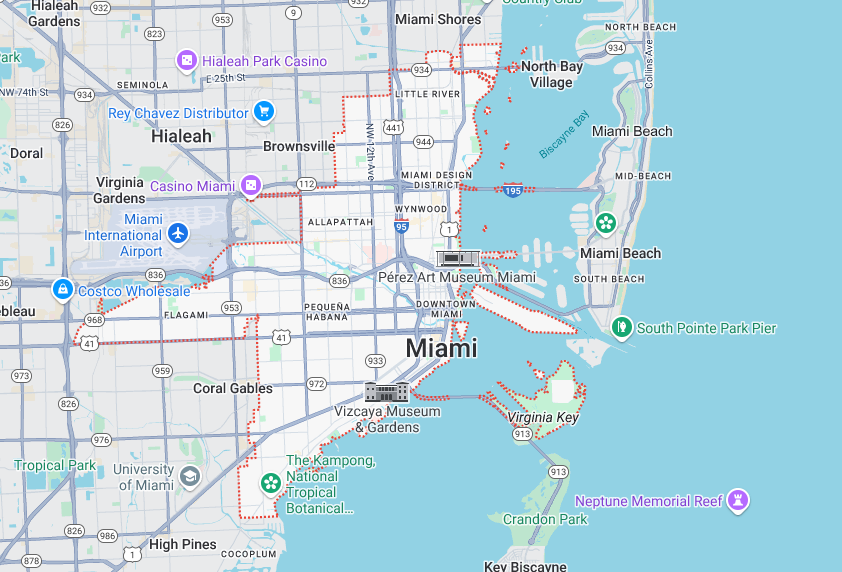 Country Club
Hialeah
Gardens
932
932
Miami Shores
953
9
823
NORTH BEACH
934
Park
Hialeah Park Casino
E 25th St
934
North Bay
Village
Collins Ave
SEMINOLA
NW 74th St
934
LITTLE RIVER
Rey Chavez Distributor
826
Hialeah
441
NW 12th Ave
944
Biscayne Bay
Miami Beach
Doral
Brownsville
MIAMI DESIGN
DISTRICT
MID-BEACH
Virginia
Gardens
Casino Miami
112
195
WYNWOOD
ALLAPATTAH
95
1
Miami
International
Airport
Miami Beach
836
836
836
Pérez Art Museum Miami
SOUTH BEACH
Costco Wholesale
ebleau
953
PEQUEÑA
HABANA
DOWNTOWN
MIAMI
968
FLAGAMI
South Pointe Park Pier
41
41
Miami
933
973
959
972
Coral Gables
826
Vizcaya Museum
& Gardens
Virginia Key
913
976
Tropical Park
University
of Miami
The Kampong,
National
Tropical
Botanical...
913
Neptune Memorial Reef
Crandon Park
826
986
High Pines
1
COCOPLUM
878
Key Biscayne